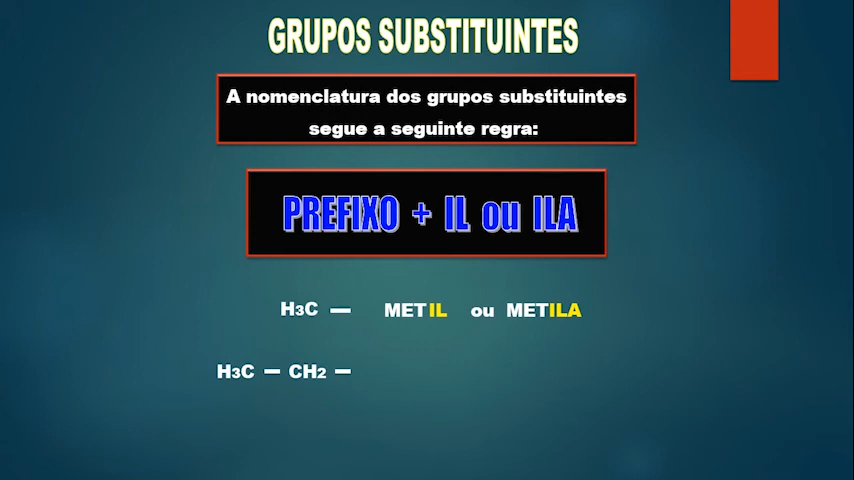 GRUPOS SUBSTITUINTES
A nomenclatura dos grupos substituintes
segue a seguinte regra:
PREFIXO + IL ou ILA
H3C — METIL ou METILA
H3C — CH2 —